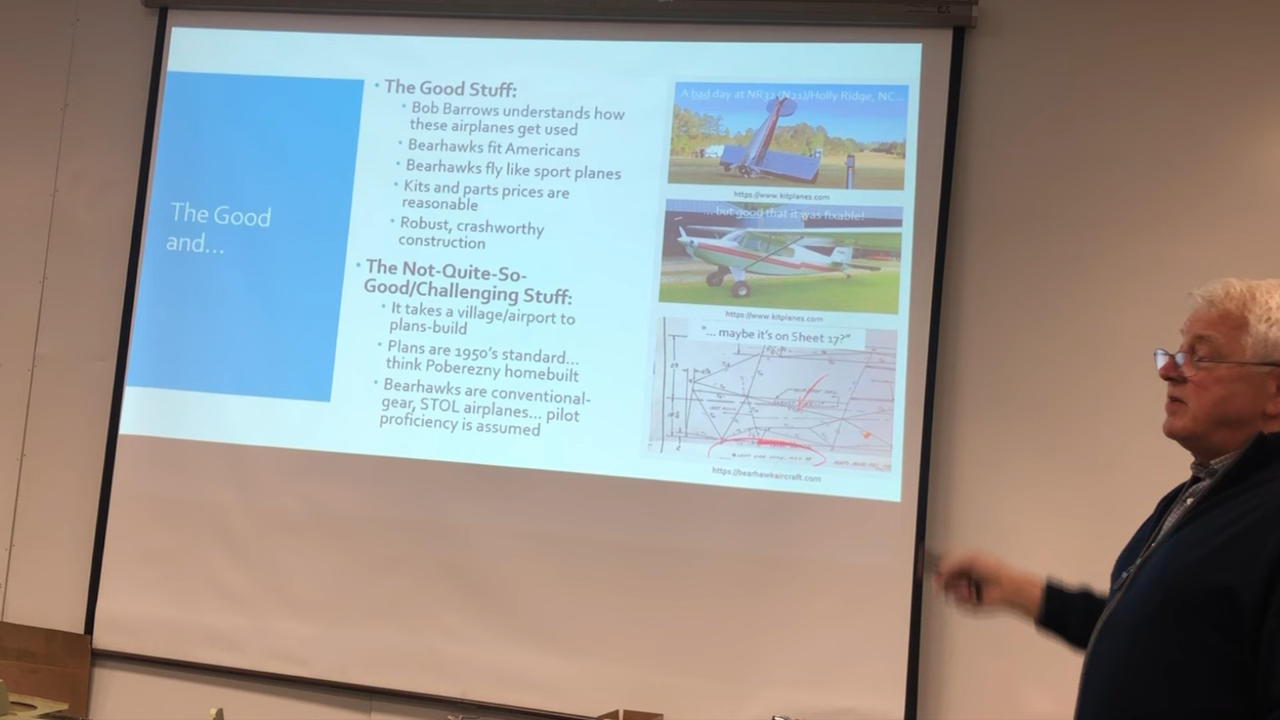 The Good
and...
• The Good Stuff:
• Bob Barrows understands how
these airplanes get used
• Bearhawks fit Americans
• Bearhawks fly like sport planes
• Kits and parts prices are
reasonable
• Robust, crashworthy
construction
• The Not-Quite-So-
Good/Challenging Stuff:
• It takes a village/airport to
plans-build
• Plans are 1950's standard...
think Poberezny homebuilt
• Bearhawks are conventional-
gear, STOL airplanes... pilot
proficiency is assumed
A bad day at NR32 (N21)/Holly Ridge, NC...
https://www.kitplanes.com
... but good that it was fixable!
https://www.kitplanes.com
"... maybe it's on Sheet 17?"
https://bearhawkaircraft.com